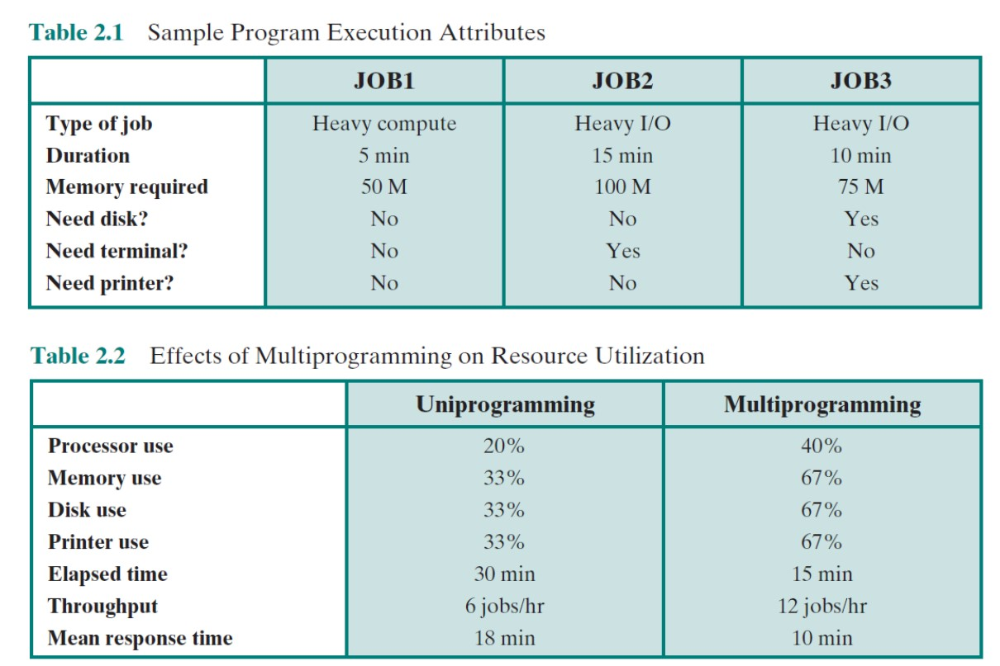 Table 2.1 Sample Program Execution Attributes
JOB1 JOB2 JOB3
Type of job Heavy compute Heavy I/O Heavy I/O
Duration 5 min 15 min 10 min
Memory required 50 M 100 M 75 M
Need disk? No No Yes
Need terminal? No Yes No
Need printer? No No Yes
Table 2.2 Effects of Multiprogramming on Resource Utilization
Uniprogramming Multiprogramming
Processor use 20% 40%
Memory use 33% 67%
Disk use 33% 67%
Printer use 33% 67%
Elapsed time 30 min 15 min
Throughput 6 jobs/hr 12 jobs/hr
Mean response time 18 min 10 min